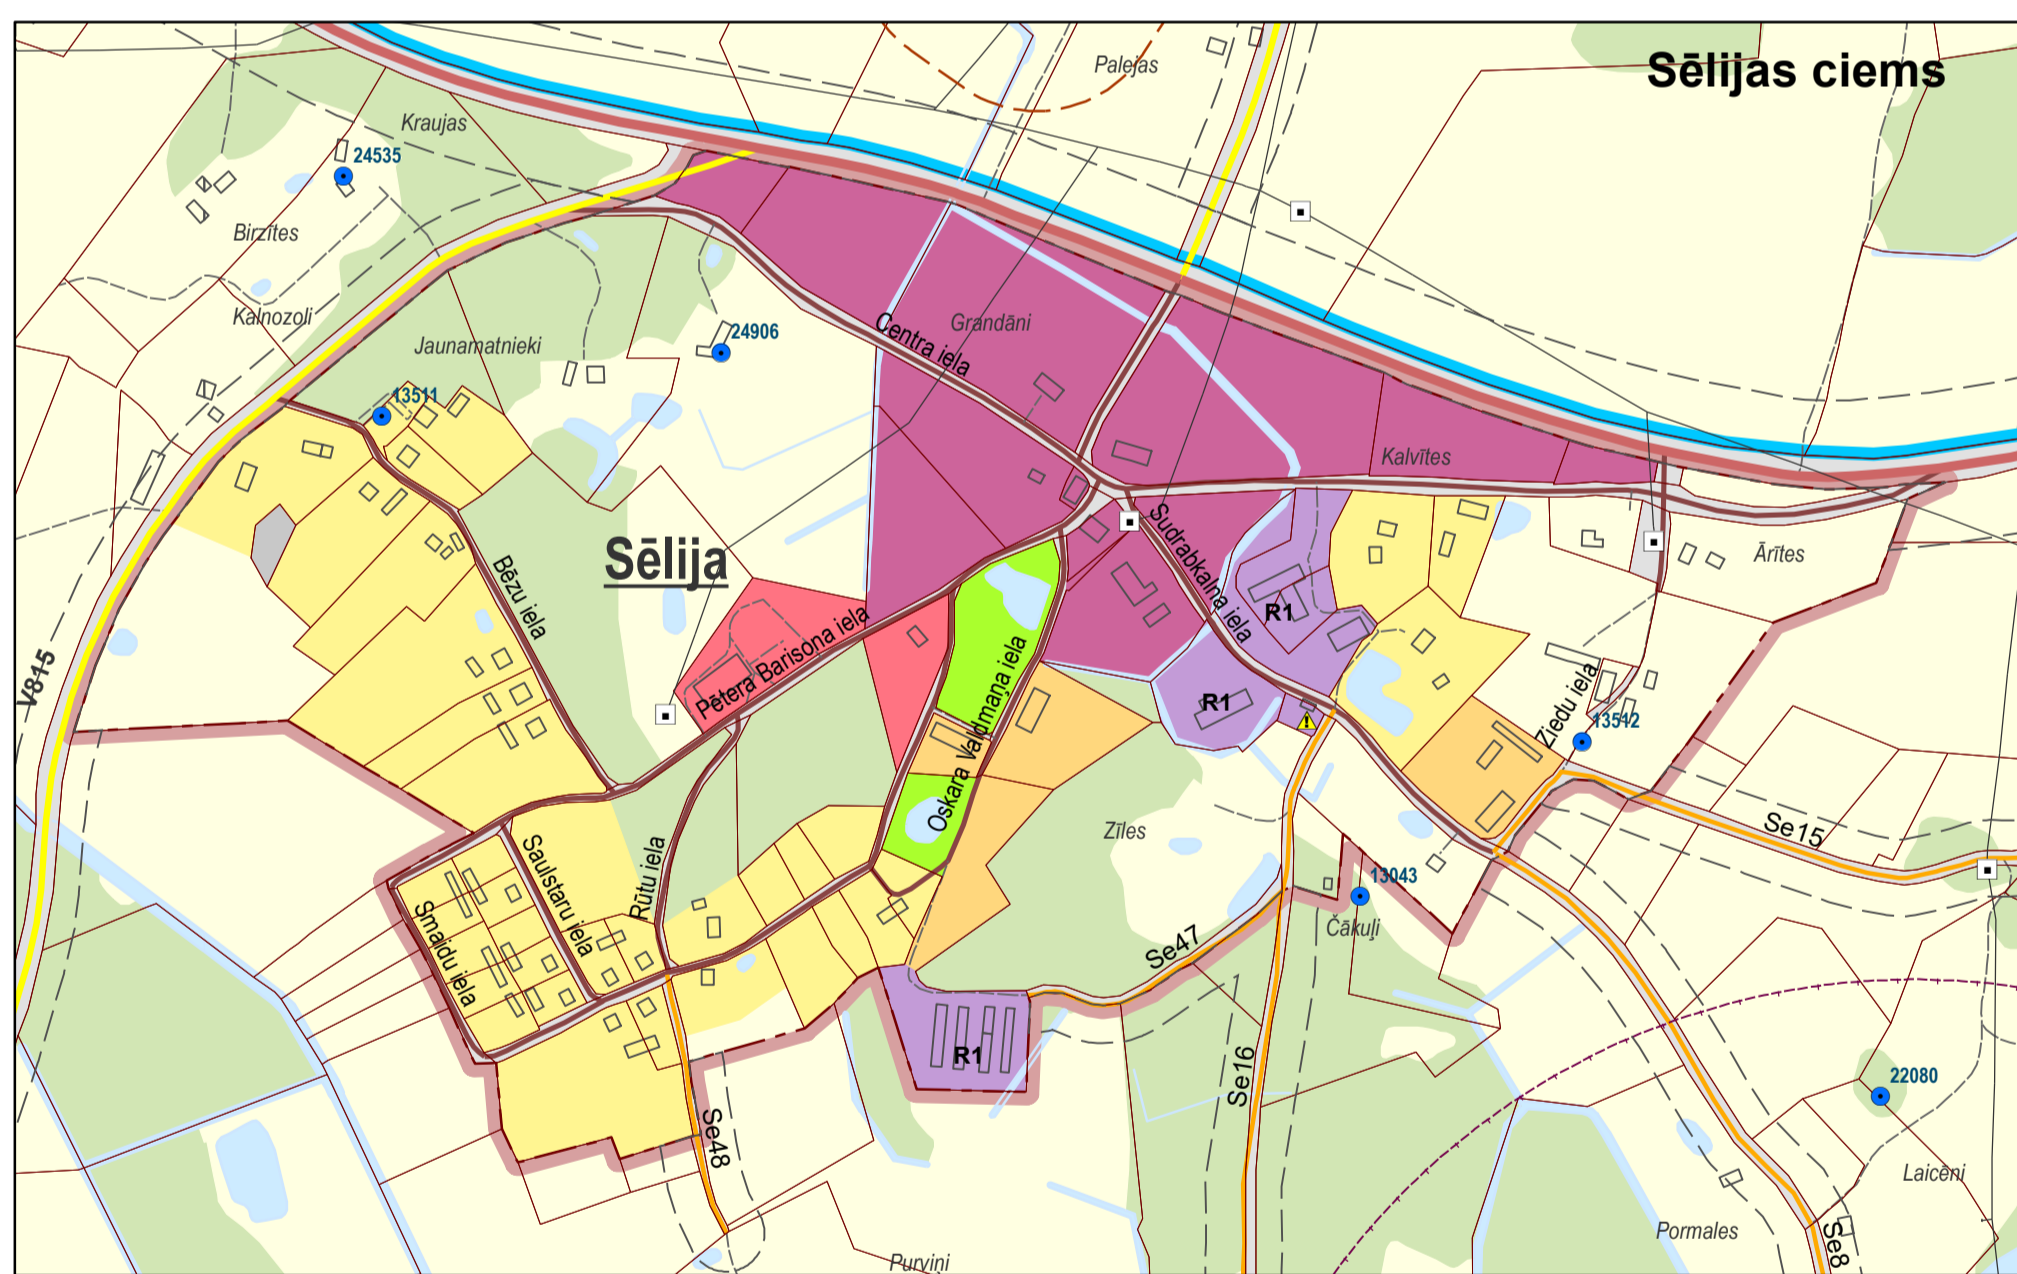 Sēlijas ciems
Palejas
Kraujas
24535
Birzītes
Kalnozoli
Jaunamatnieki
24906
Centra iela
Grandāni
13511
Kalvītes
Sēlija
Bēzu iela
Sudrabkalna iela
Ārītes
R1
Pētera Barisona iela
V815
R1
Oskara Valdmaņa iela
Ziedu iela
13512
Zīles
Se15
Saulstaru iela
Rūtu iela
Smaidu iela
13043
Čākuļi
Se47
R1
Se16
22080
Se48
Laicēni
Pormales
Se8
Purviņi